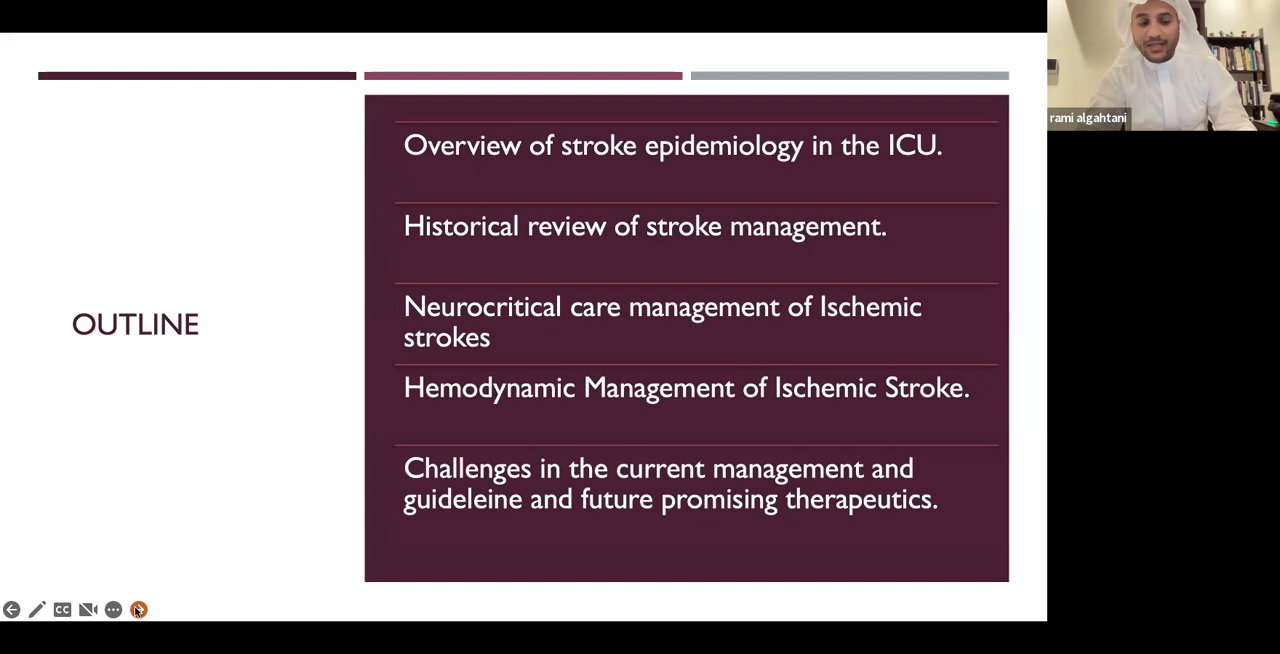 OUTLINE
Overview of stroke epidemiology in the ICU.
Historical review of stroke management.
Neurocritical care management of Ischemic
strokes
Hemodynamic Management of Ischemic Stroke.
Challenges in the current management and
guideleine and future promising therapeutics.
rami algahtani
CC